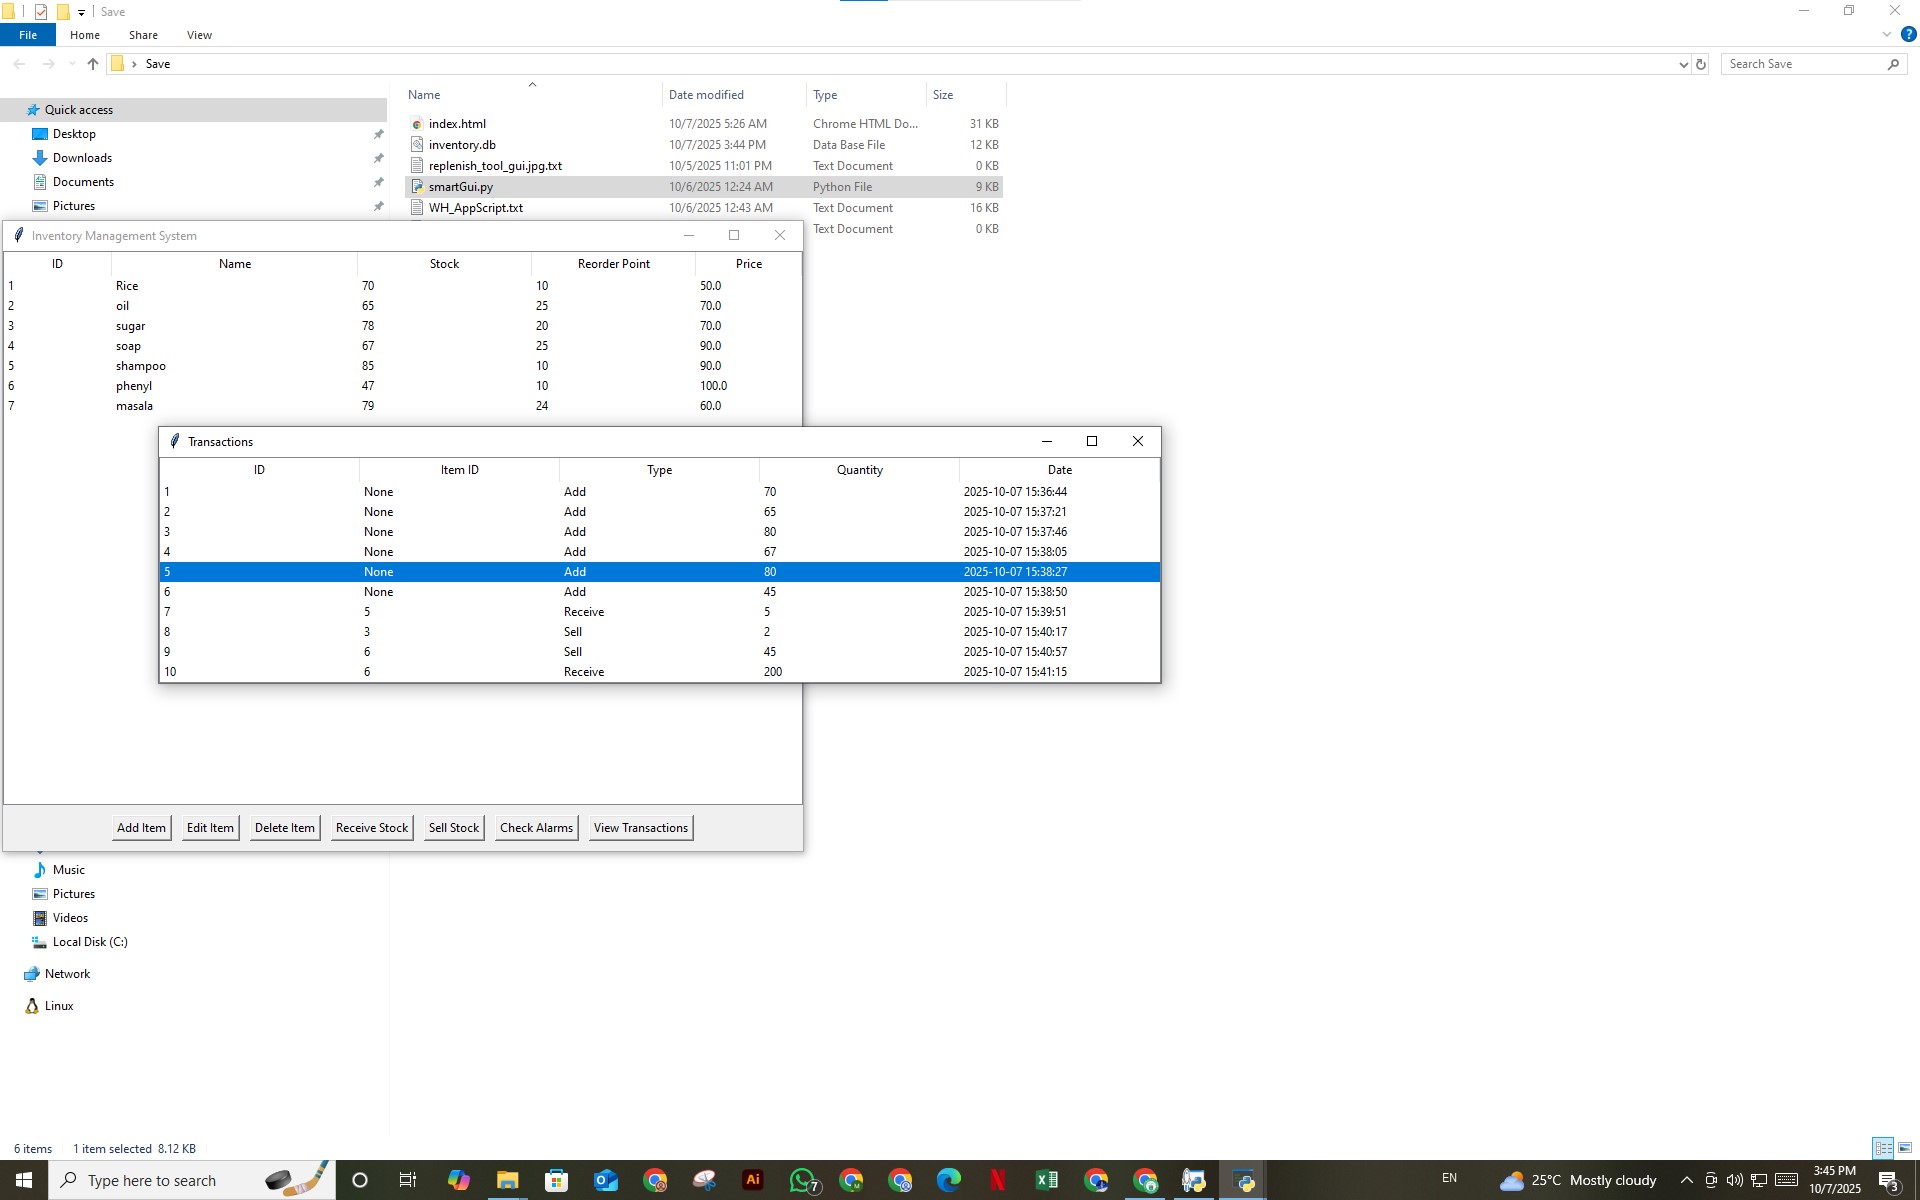 Save
File Home Share View
Save Search Save
Quick access
Desktop
Downloads
Documents
Pictures
Name Date modified Type Size
index.html 10/7/2025 5:26 AM Chrome HTML Do... 31 KB
inventory.db 10/7/2025 3:44 PM Data Base File 12 KB
replenish_tool_gui.jpg.txt 10/5/2025 11:01 PM Text Document 0 KB
smartGui.py 10/6/2025 12:24 AM Python File 9 KB
WH_AppScript.txt 10/6/2025 12:43 AM Text Document 16 KB
Text Document 0 KB
Inventory Management System
ID Name Stock Reorder Point Price
1 Rice 70 10 50.0
2 oil 65 25 70.0
3 sugar 78 20 70.0
4 soap 67 25 90.0
5 shampoo 85 10 90.0
6 phenyl 47 10 100.0
7 masala 79 24 60.0
Transactions
ID Item ID Type Quantity Date
1 None Add 70 2025-10-07 15:36:44
2 None Add 65 2025-10-07 15:37:21
3 None Add 80 2025-10-07 15:37:46
4 None Add 67 2025-10-07 15:38:05
5 None Add 80 2025-10-07 15:38:27
6 None Add 45 2025-10-07 15:38:50
7 5 Receive 5 2025-10-07 15:39:51
8 3 Sell 2 2025-10-07 15:40:17
9 6 Sell 45 2025-10-07 15:40:57
10 6 Receive 200 2025-10-07 15:41:15
Add Item Edit Item Delete Item Receive Stock Sell Stock Check Alarms View Transactions
Music
Pictures
Videos
Local Disk (C:)
Network
Linux
6 items 1 item selected 8.12 KB
Type here to search Ai 7 EN 25°C Mostly cloudy 3:45 PM
10/7/2025 3